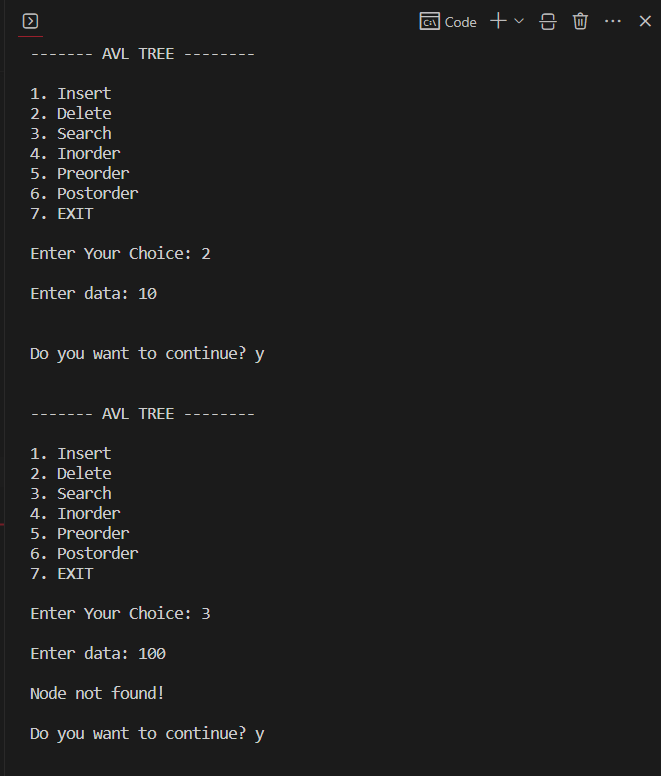 Code
------- AVL TREE --------
1. Insert
2. Delete
3. Search
4. Inorder
5. Preorder
6. Postorder
7. EXIT
Enter Your Choice: 2
Enter data: 10
Do you want to continue? y
------- AVL TREE --------
1. Insert
2. Delete
3. Search
4. Inorder
5. Preorder
6. Postorder
7. EXIT
Enter Your Choice: 3
Enter data: 100
Node not found!
Do you want to continue? y